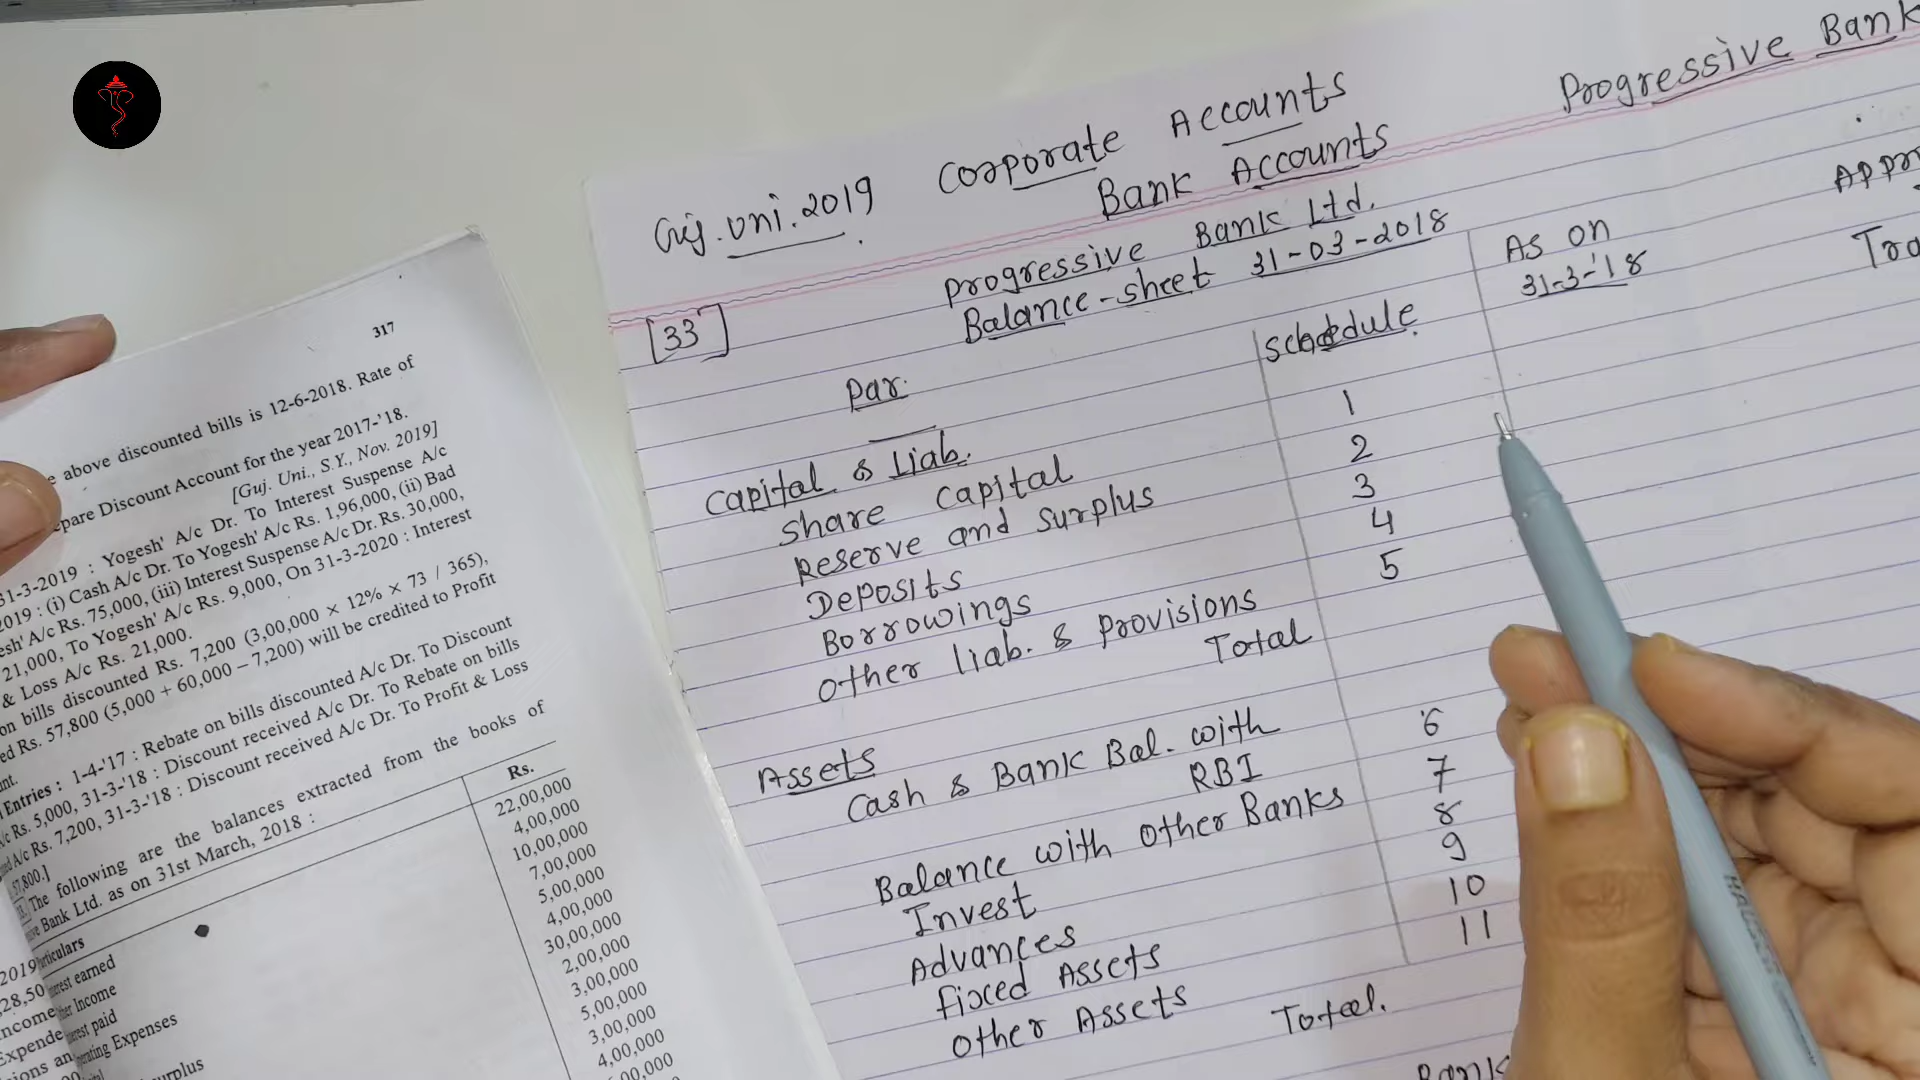 317
above discounted bills is 12-6-2018. Rate of
pare Discount Account for the year 2017-'18.
[Guj. Uni., S.Y., Nov. 2019]
31-3-2019 : Yogesh' A/c Dr. To Interest Suspense A/c
2019 : (i) Cash A/c Dr. To Yogesh' A/c Rs. 1,96,000, (ii) Bad
esh' A/c Rs. 75,000, (iii) Interest Suspense A/c Dr. Rs. 30,000,
21,000, To Yogesh' A/c Rs. 9,000, On 31-3-2020 : Interest
& Loss A/c Rs. 21,000.
on bills discounted Rs. 7,200 (3,00,000 × 12% × 73 / 365),
ed Rs. 57,800 (5,000 + 60,000 – 7,200) will be credited to Profit
nt.
Entries : 1-4-'17 : Rebate on bills discounted A/c Dr. To Discount
A/c Rs. 5,000, 31-3-'18 : Discount received A/c Dr. To Rebate on bills
A/c Rs. 7,200, 31-3-'18 : Discount received A/c Dr. To Profit & Loss
57,800.]
The following are the balances extracted from the books of
Bank Ltd. as on 31st March, 2018 :
Particulars Rs.
Interest earned 22,00,000
Other Income 4,00,000
Interest paid 10,00,000
Operating Expenses 7,00,000
5,00,000
4,00,000
30,00,000
2,00,000
3,00,000
5,00,000
3,00,000
4,00,000
Guj. Uni. 2019 Corporate Accounts
Bank Accounts
Progressive Bank Ltd.
[33] Balance-sheet 31-03-2018
Par. Schedule As on
31-3-'18
Capital & Liab.
Share Capital 1
Reserve and Surplus 2
Deposits 3
Borrowings 4
Other liab. & provisions 5
Total
Assets
Cash & Bank Bal. with RBI 6
Balance with Other Banks 7
Invest 8
Advances 9
Fixed Assets 10
Other Assets 11
Total.
Progressive Bank
Bank